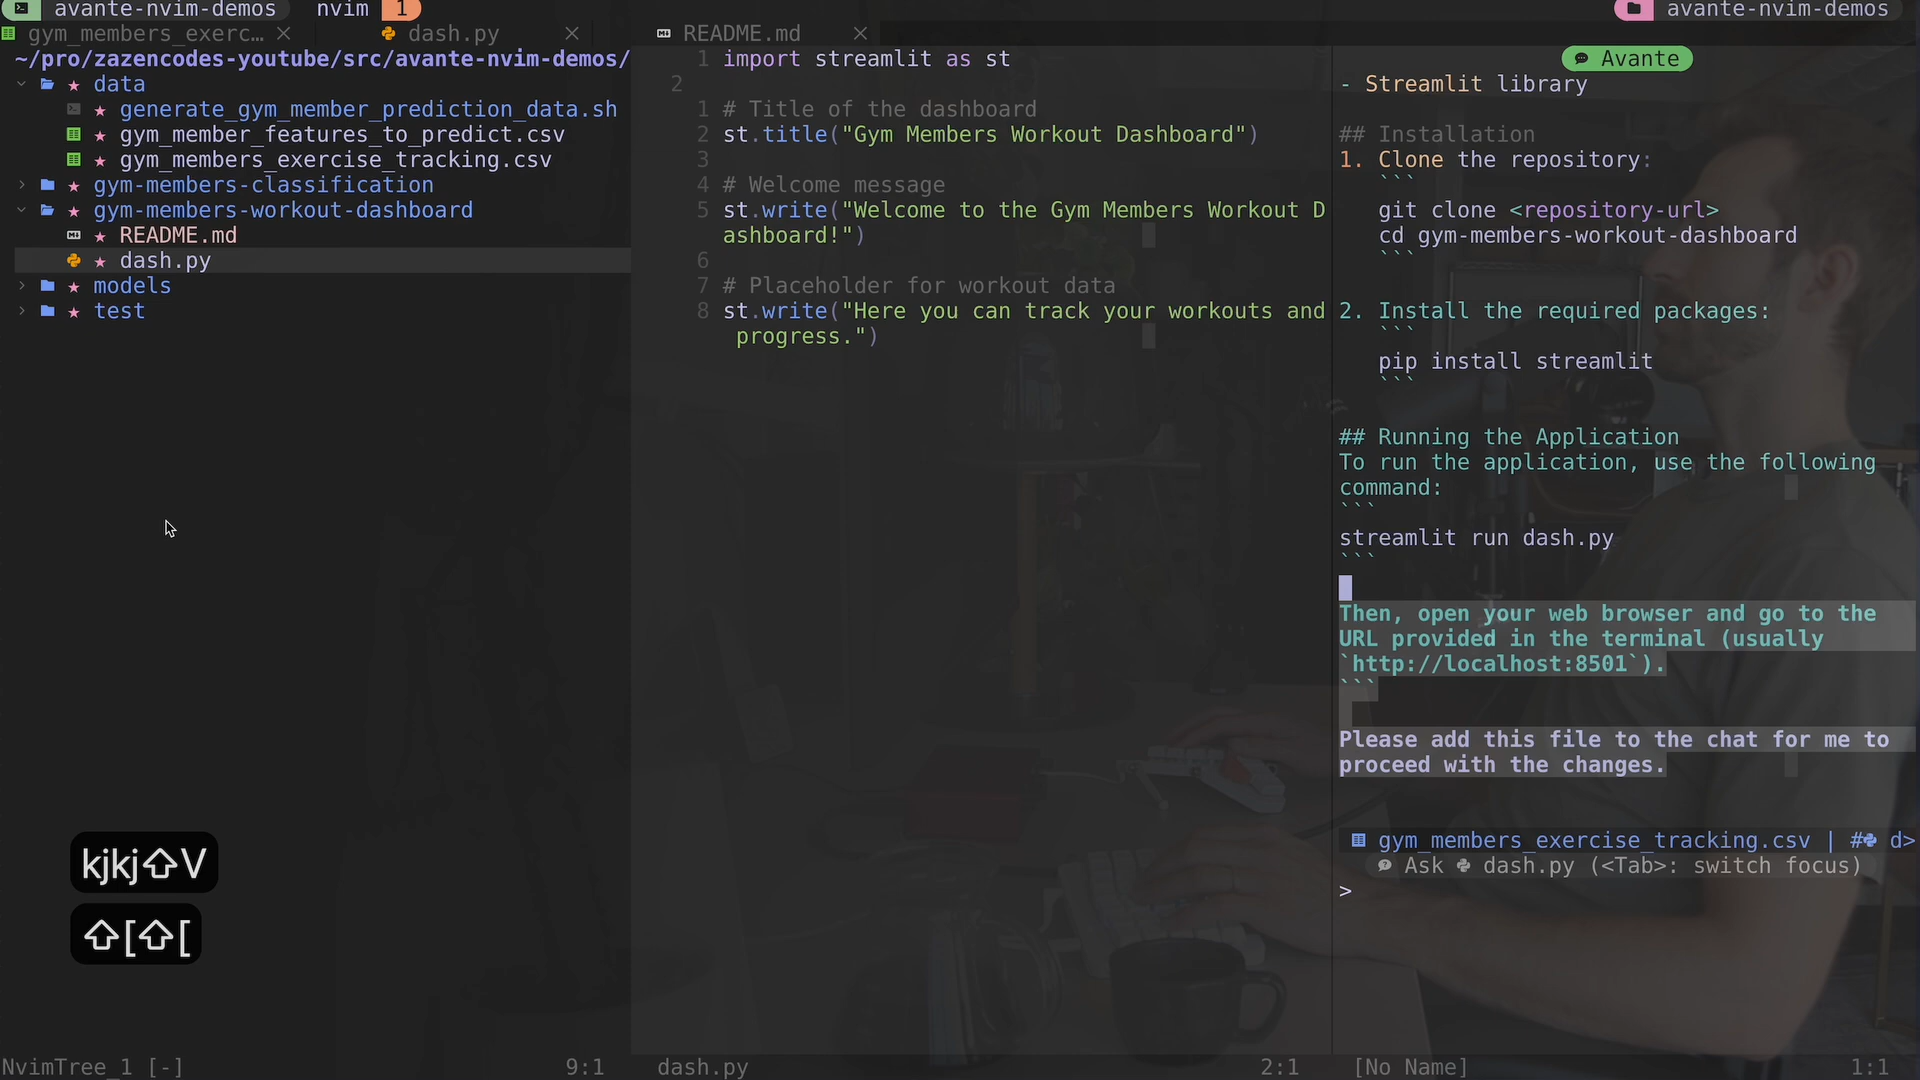 avante-nvim-demos nvim 1 avante-nvim-demos
gym_members_exerc… × dash.py × README.md ×
~/pro/zazencodes-youtube/src/avante-nvim-demos/
data
generate_gym_member_prediction_data.sh
gym_member_features_to_predict.csv
gym_members_exercise_tracking.csv
gym-members-classification
gym-members-workout-dashboard
README.md
dash.py
models
test
kjkj⇧V
⇧[⇧[
NvimTree_1 [-] 9:1
1 import streamlit as st
2
1 # Title of the dashboard
2 st.title("Gym Members Workout Dashboard")
3
4 # Welcome message
5 st.write("Welcome to the Gym Members Workout D
ashboard!")
6
7 # Placeholder for workout data
8 st.write("Here you can track your workouts and
progress.")
dash.py 2:1
Avante
- Streamlit library
## Installation
1. Clone the repository:
```
git clone <repository-url>
cd gym-members-workout-dashboard
```
2. Install the required packages:
```
pip install streamlit
```
## Running the Application
To run the application, use the following
command:
```
streamlit run dash.py
```
Then, open your web browser and go to the
URL provided in the terminal (usually
`http://localhost:8501`).
```
Please add this file to the chat for me to
proceed with the changes.
gym_members_exercise_tracking.csv | # d>
Ask dash.py (<Tab>: switch focus)
>
[No Name] 1:1